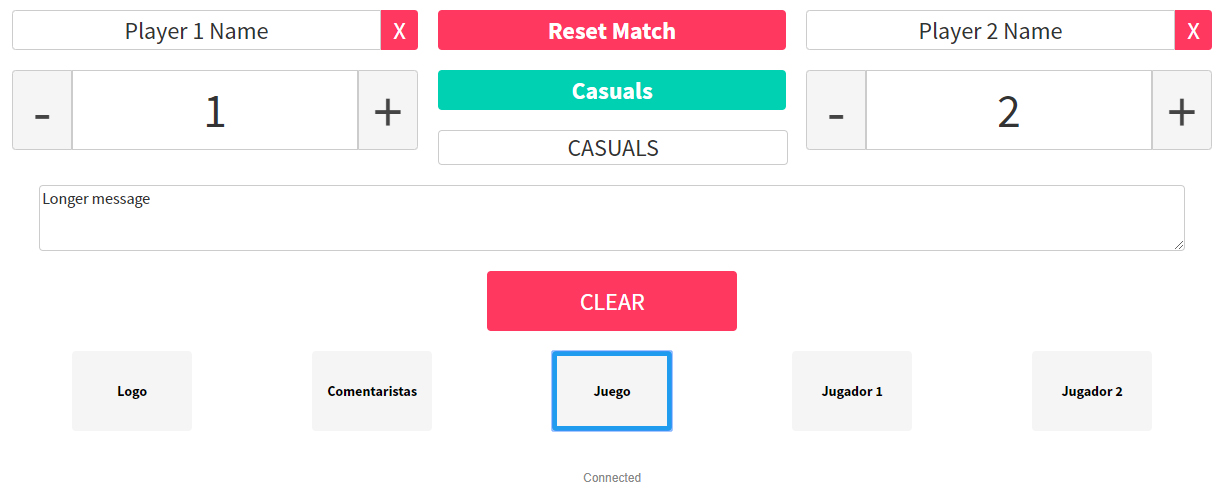 Player 1 Name X Reset Match Player 2 Name X
- 1 + Casuals - 2 +
CASUALS
Longer message
CLEAR
Logo Comentaristas Juego Jugador 1 Jugador 2
Connected